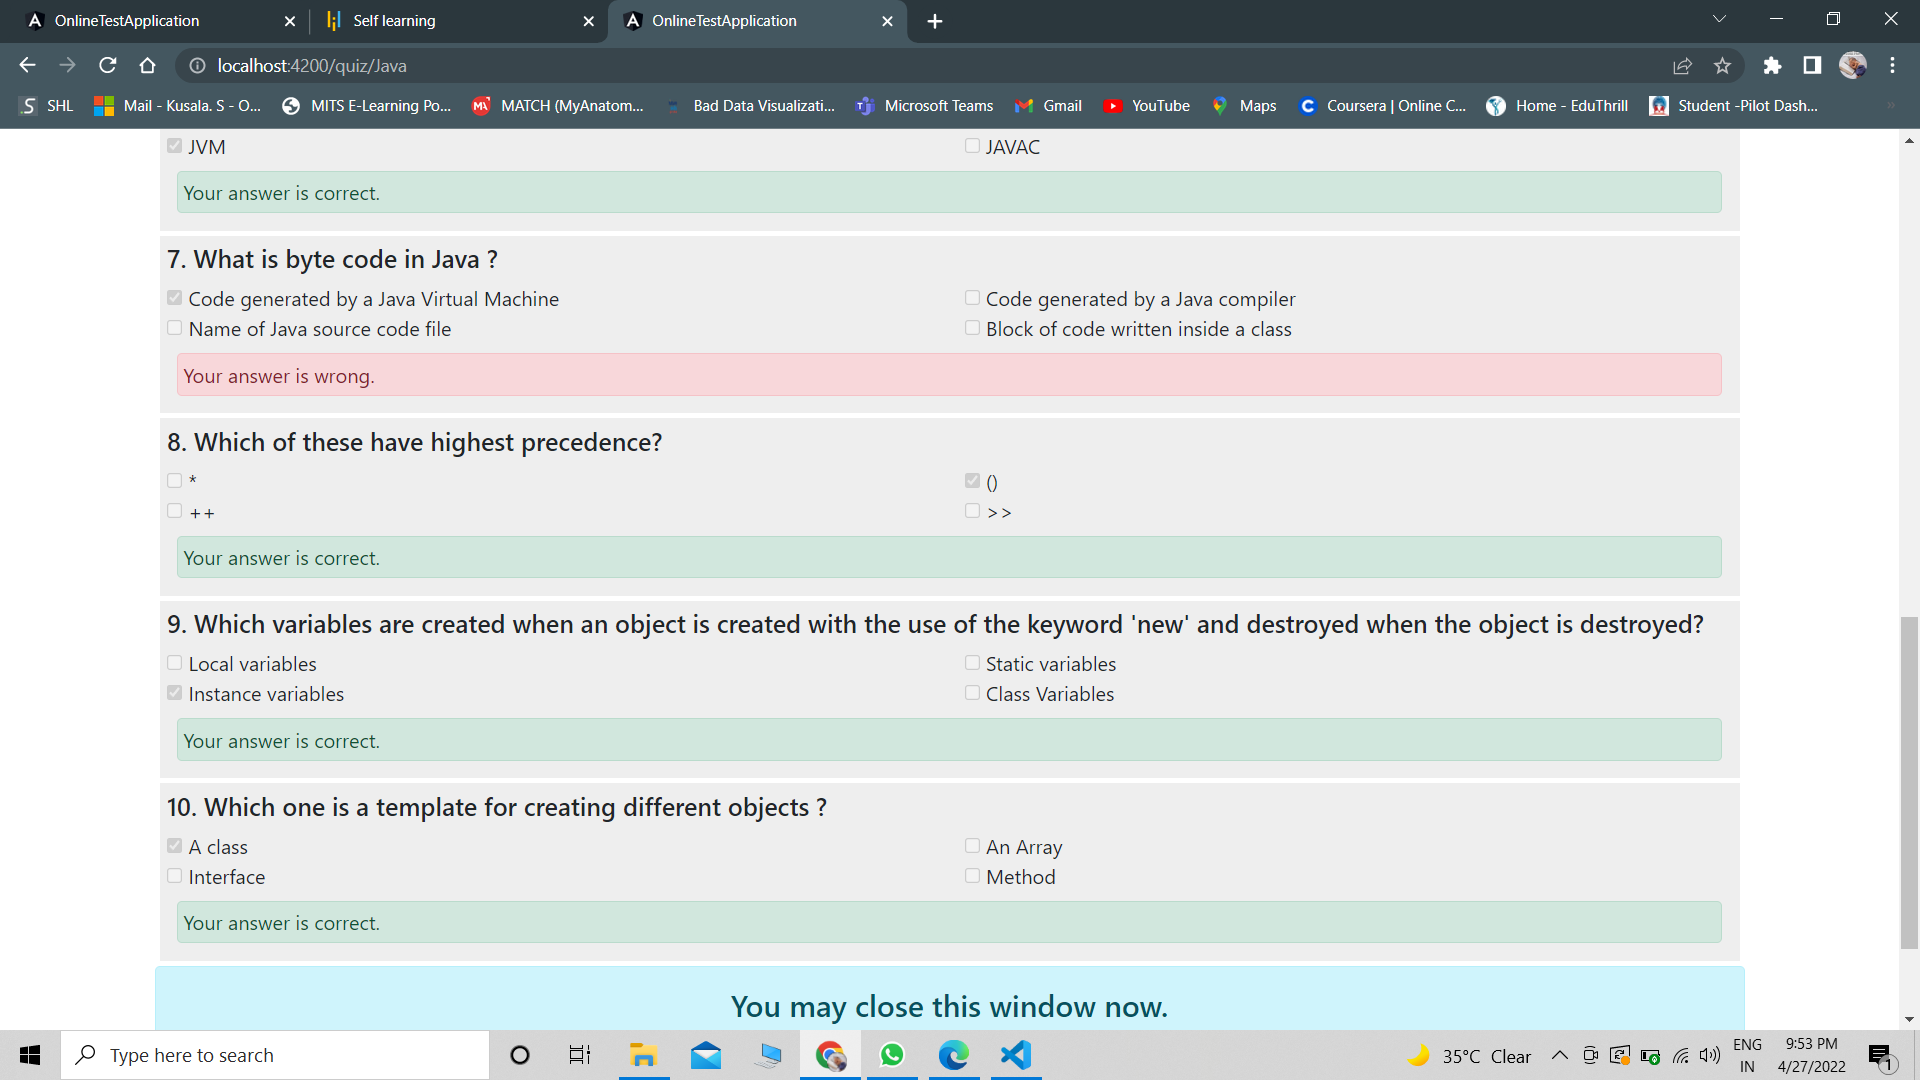 OnlineTestApplication
Self learning
OnlineTestApplication
localhost:4200/quiz/Java
SHL
Mail - Kusala. S - O...
MITS E-Learning Po...
MATCH (MyAnatom...
Bad Data Visualizati...
Microsoft Teams
Gmail
YouTube
Maps
Coursera | Online C...
Home - EduThrill
Student -Pilot Dash...
JVM
JAVAC
Your answer is correct.
7. What is byte code in Java ?
Code generated by a Java Virtual Machine
Code generated by a Java compiler
Name of Java source code file
Block of code written inside a class
Your answer is wrong.
8. Which of these have highest precedence?
*
()
++
>>
Your answer is correct.
9. Which variables are created when an object is created with the use of the keyword 'new' and destroyed when the object is destroyed?
Local variables
Static variables
Instance variables
Class Variables
Your answer is correct.
10. Which one is a template for creating different objects ?
A class
An Array
Interface
Method
Your answer is correct.
You may close this window now.
Type here to search
35°C Clear
ENG
IN
9:53 PM
4/27/2022
1